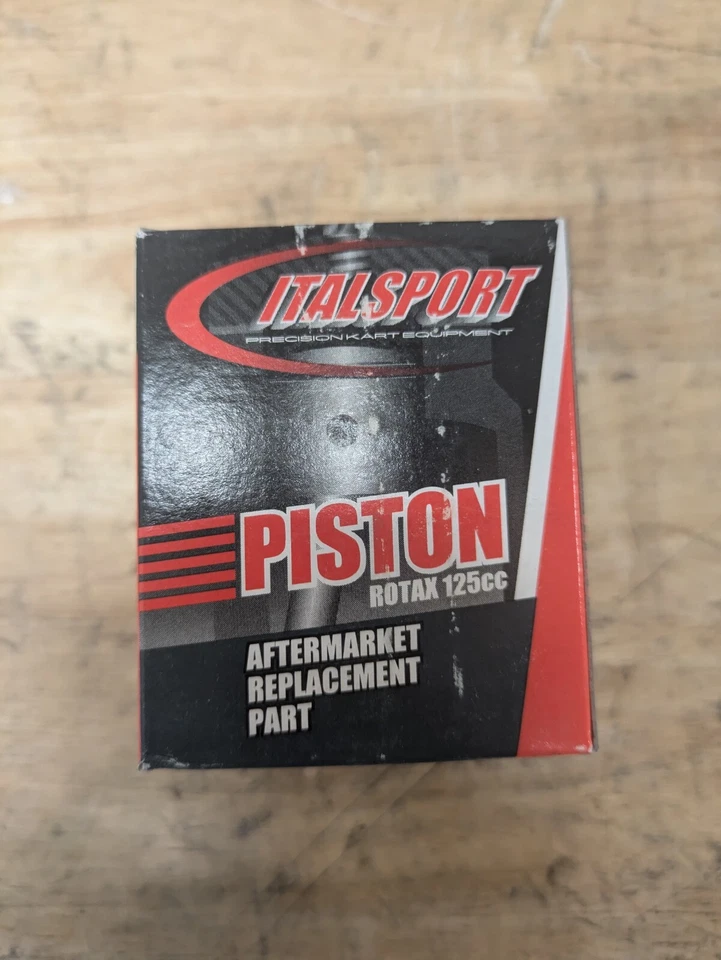 ITALSPORT
PRECISION KART EQUIPMENT
PISTON
ROTAX 125cc
AFTERMARKET
REPLACEMENT
PART